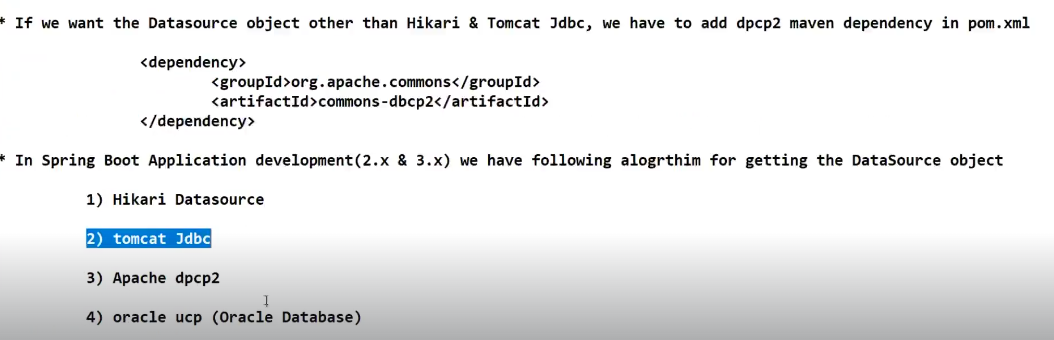 * If we want the Datasource object other than Hikari & Tomcat Jdbc, we have to add dpcp2 maven dependency in pom.xml
<dependency>
<groupId>org.apache.commons</groupId>
<artifactId>commons-dbcp2</artifactId>
</dependency>
* In Spring Boot Application development(2.x & 3.x) we have following alogrthim for getting the DataSource object
1) Hikari Datasource
2) tomcat Jdbc
3) Apache dpcp2
4) oracle ucp (Oracle Database)